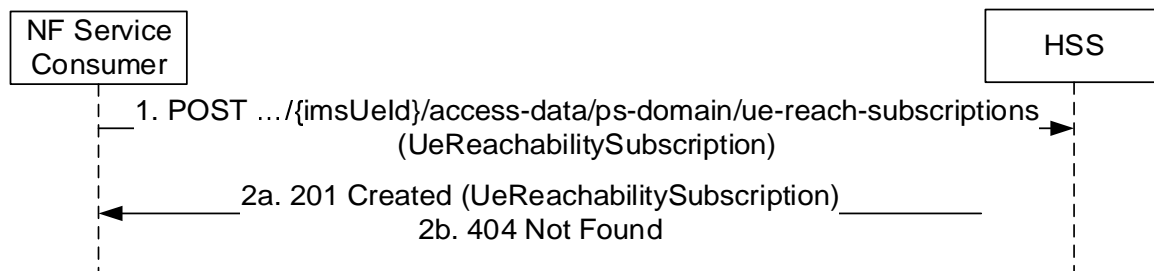 NF Service
Consumer
HSS
1. POST …/{imsUeId}/access-data/ps-domain/ue-reach-subscriptions
(UeReachabilitySubscription)
2a. 201 Created (UeReachabilitySubscription)
2b. 404 Not Found